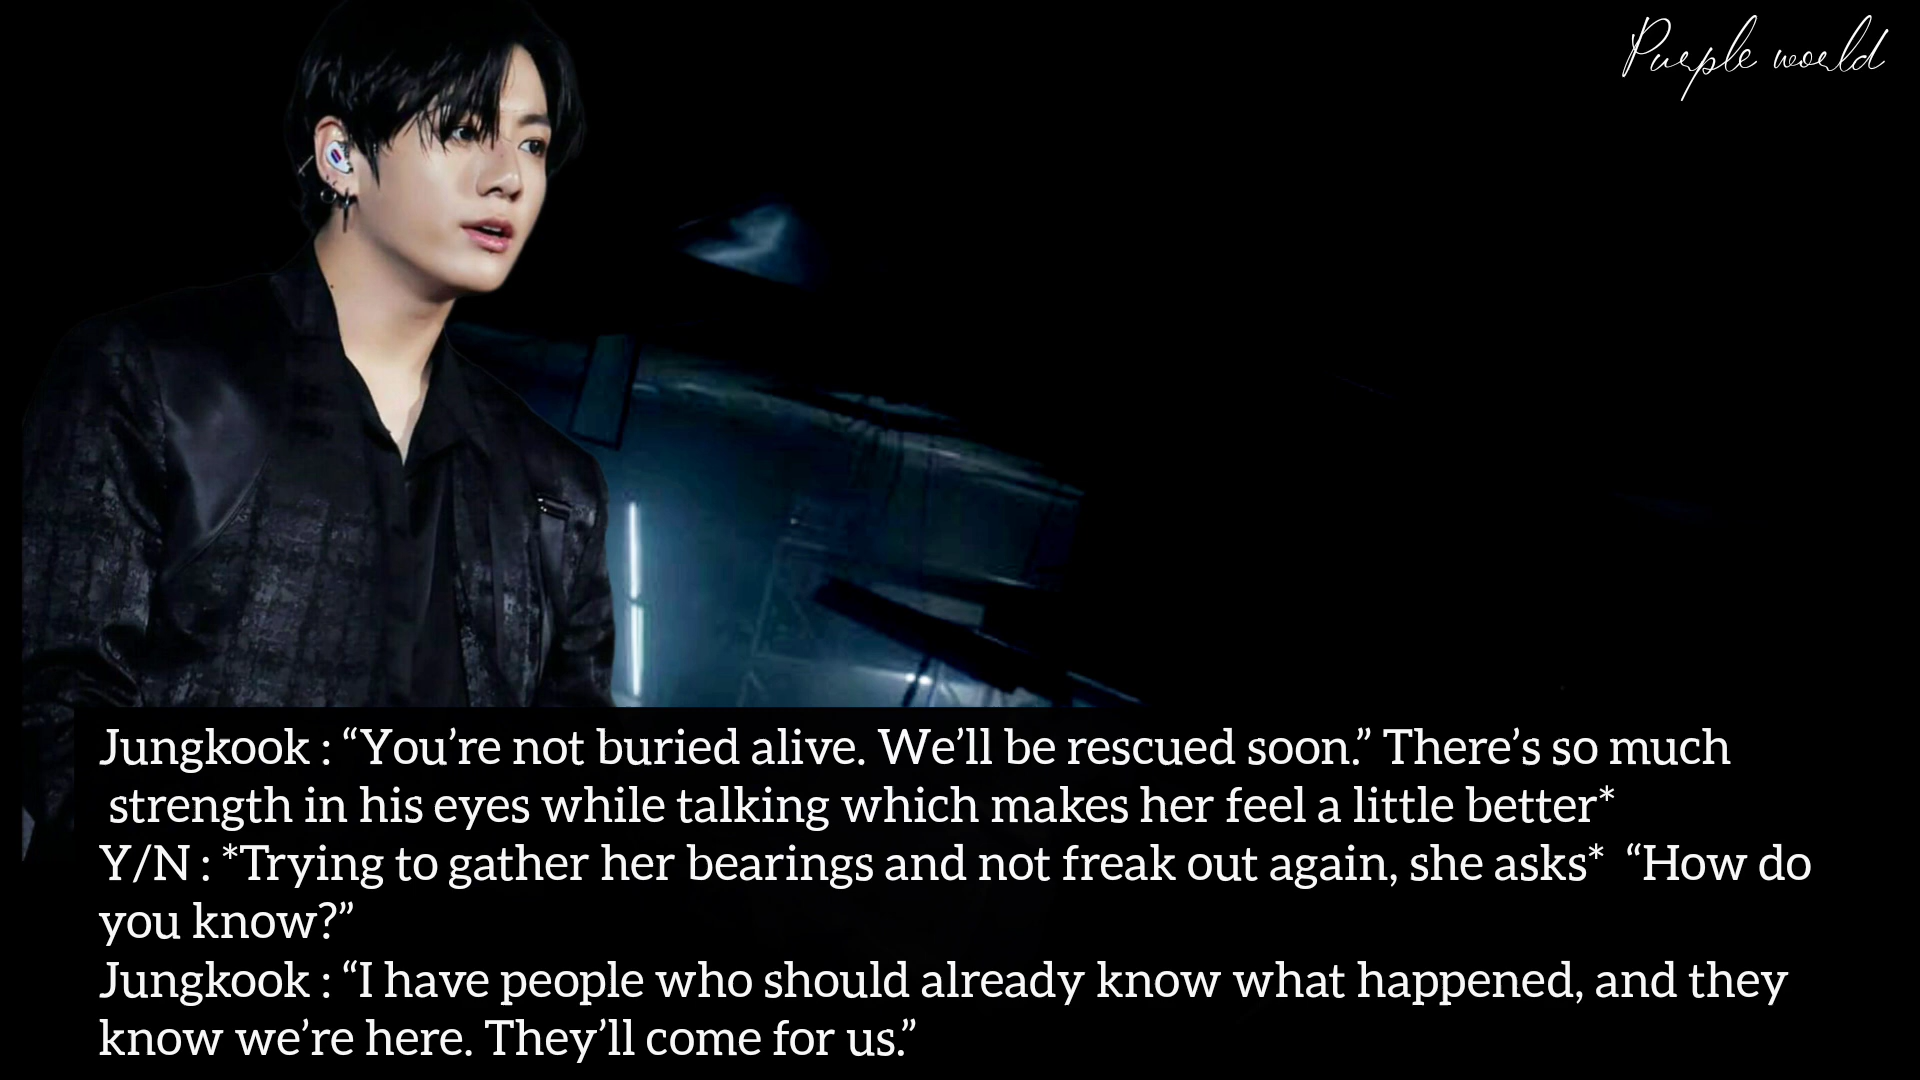 Purple world
Jungkook : “You’re not buried alive. We’ll be rescued soon.” There’s so much
strength in his eyes while talking which makes her feel a little better*
Y/N : *Trying to gather her bearings and not freak out again, she asks* “How do
you know?”
Jungkook : “I have people who should already know what happened, and they
know we’re here. They’ll come for us.”